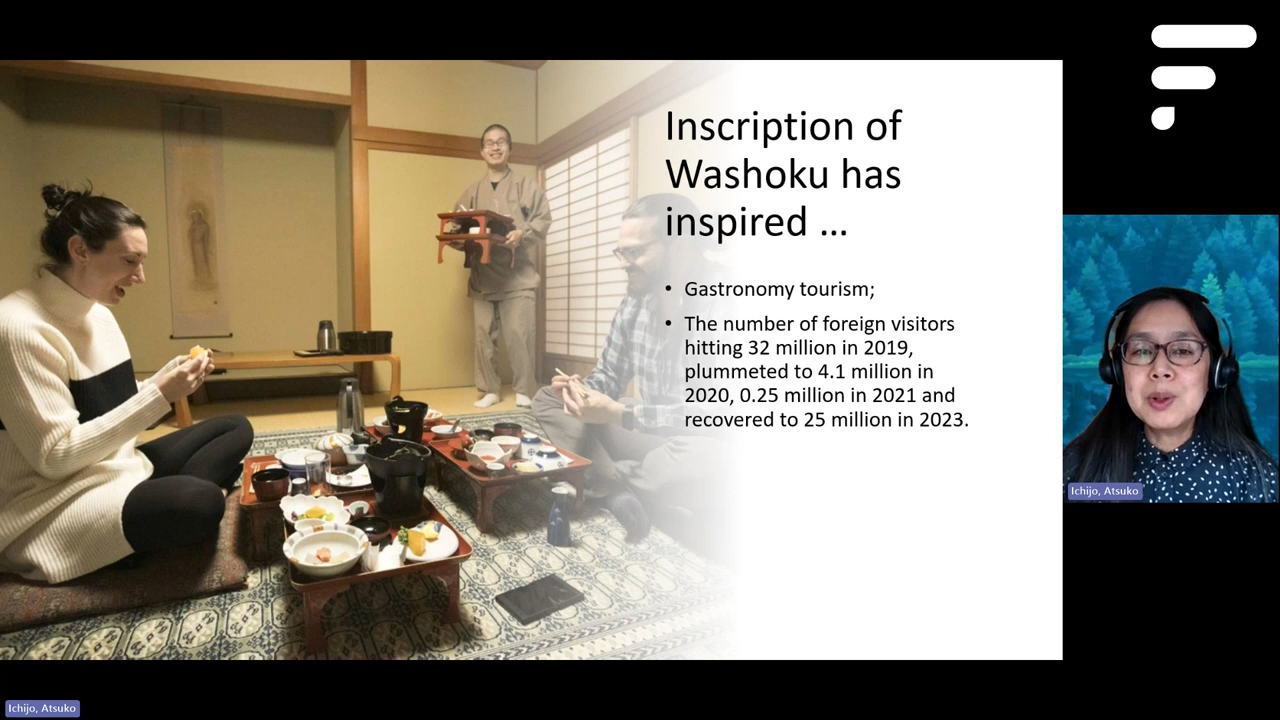 Inscription of
Washoku has
inspired ...
• Gastronomy tourism;
• The number of foreign visitors
hitting 32 million in 2019,
plummeted to 4.1 million in
2020, 0.25 million in 2021 and
recovered to 25 million in 2023.
Ichijo, Atsuko
Ichijo, Atsuko